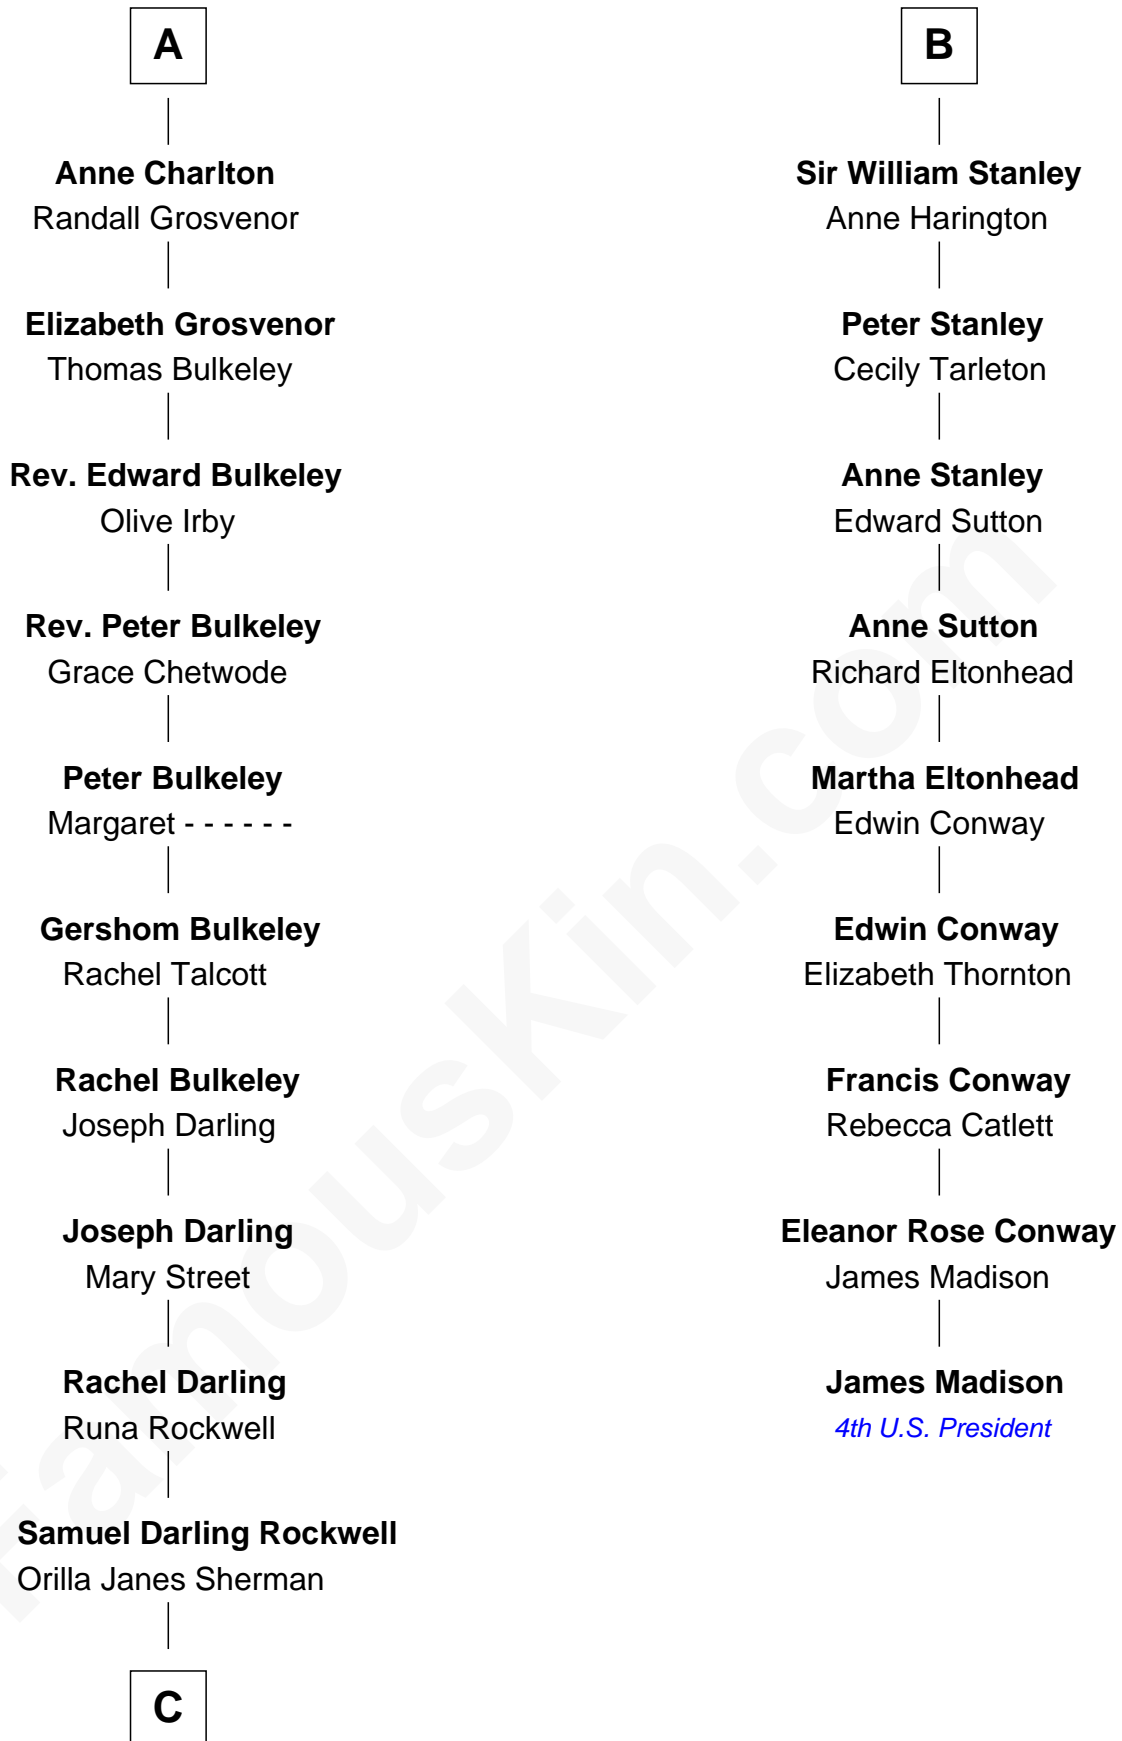 A
Anne Charlton
Randall Grosvenor
Elizabeth Grosvenor
Thomas Bulkeley
Rev. Edward Bulkeley
Olive Irby
Rev. Peter Bulkeley
Grace Chetwode
Peter Bulkeley
Margaret - - - - - -
Gershom Bulkeley
Rachel Talcott
Rachel Bulkeley
Joseph Darling
Joseph Darling
Mary Street
Rachel Darling
Runa Rockwell
Samuel Darling Rockwell
Orilla Janes Sherman
C
B
Sir William Stanley
Anne Harington
Peter Stanley
Cecily Tarleton
Anne Stanley
Edward Sutton
Anne Sutton
Richard Eltonhead
Martha Eltonhead
Edwin Conway
Edwin Conway
Elizabeth Thornton
Francis Conway
Rebecca Catlett
Eleanor Rose Conway
James Madison
James Madison
4th U.S. President
FamousKin.com